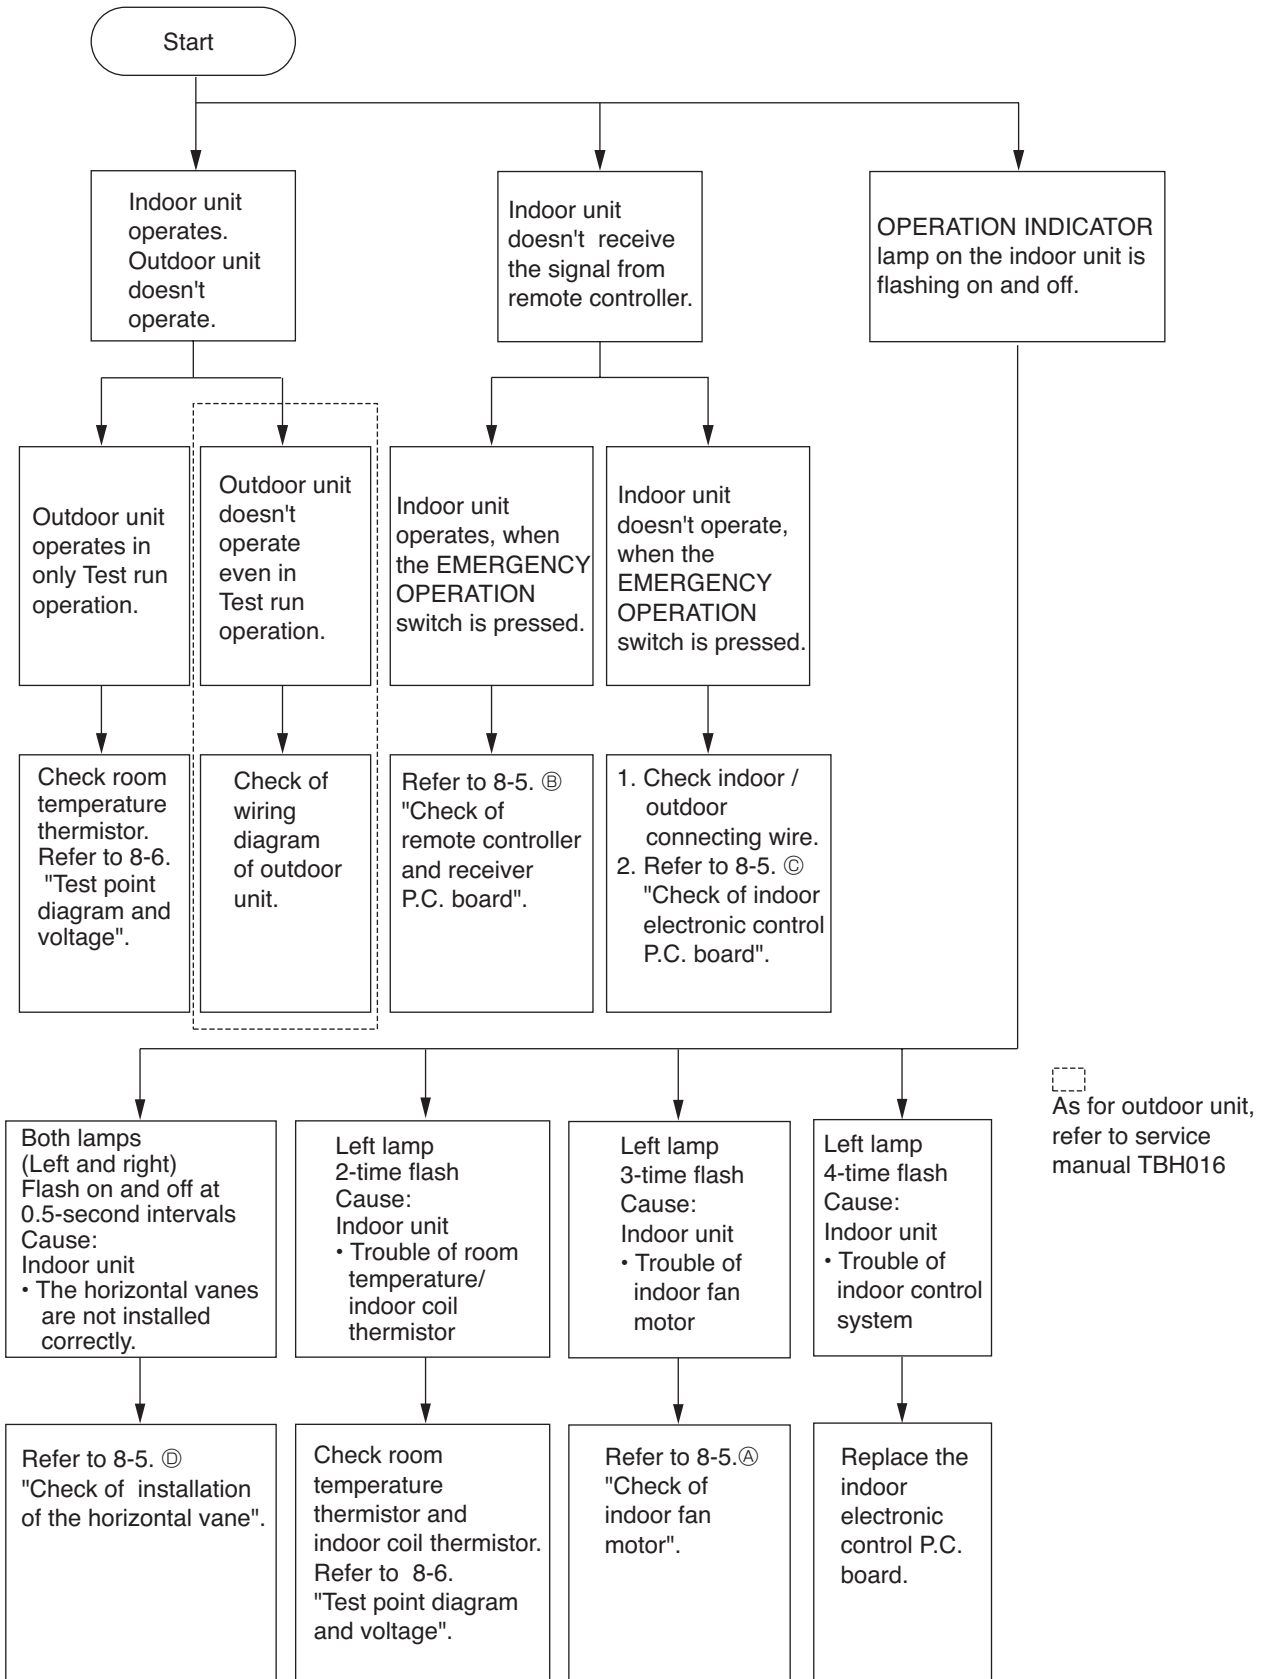 Start
Indoor unit
operates.
Outdoor unit
doesn't
operate.
Indoor unit
doesn't receive
the signal from
remote controller.
OPERATION INDICATOR
lamp on the indoor unit is
flashing on and off.
Outdoor unit
operates in
only Test run
operation.
Outdoor unit
doesn't
operate
even in
Test run
operation.
Indoor unit
operates, when
the EMERGENCY
OPERATION
switch is pressed.
Indoor unit
doesn't operate,
when the
EMERGENCY
OPERATION
switch is pressed.
Check room
temperature
thermistor.
Refer to 8-6.
"Test point
diagram and
voltage".
Check of
wiring
diagram
of outdoor
unit.
Refer to 8-5. Ⓑ
"Check of
remote controller
and receiver
P.C. board".
1. Check indoor /
outdoor
connecting wire.
2. Refer to 8-5. Ⓒ
"Check of indoor
electronic control
P.C. board".
As for outdoor unit,
refer to service
manual TBH016
Both lamps
(Left and right)
Flash on and off at
0.5-second intervals
Cause:
Indoor unit
• The horizontal vanes
are not installed
correctly.
Left lamp
2-time flash
Cause:
Indoor unit
• Trouble of room
temperature/
indoor coil
thermistor
Left lamp
3-time flash
Cause:
Indoor unit
• Trouble of
indoor fan
motor
Left lamp
4-time flash
Cause:
Indoor unit
• Trouble of
indoor control
system
Refer to 8-5. Ⓓ
"Check of installation
of the horizontal vane".
Check room
temperature
thermistor and
indoor coil thermistor.
Refer to 8-6.
"Test point diagram
and voltage".
Refer to 8-5.Ⓐ
"Check of
indoor fan
motor".
Replace the
indoor
electronic
control P.C.
board.